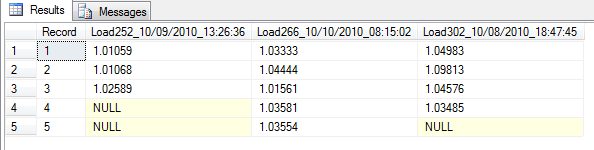 Results Messages
Record Load252_10/09/2010_13:26:36 Load266_10/10/2010_08:15:02 Load302_10/08/2010_18:47:45
1 1 1.01059 1.03333 1.04983
2 2 1.01068 1.04444 1.09813
3 3 1.02589 1.01561 1.04576
4 4 NULL 1.03581 1.03485
5 5 NULL 1.03554 NULL